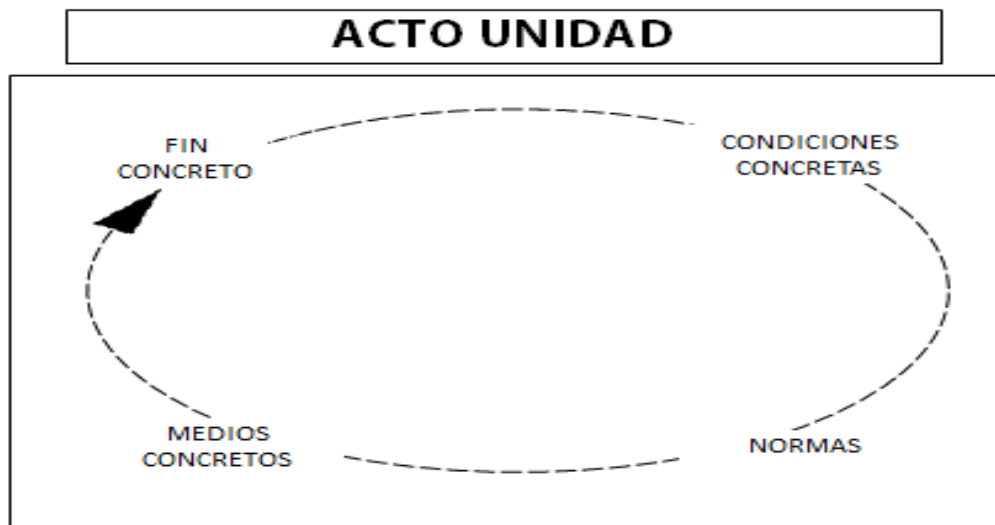 ACTO UNIDAD
FIN
CONCRETO
CONDICIONES
CONCRETAS
MEDIOS
CONCRETOS
NORMAS